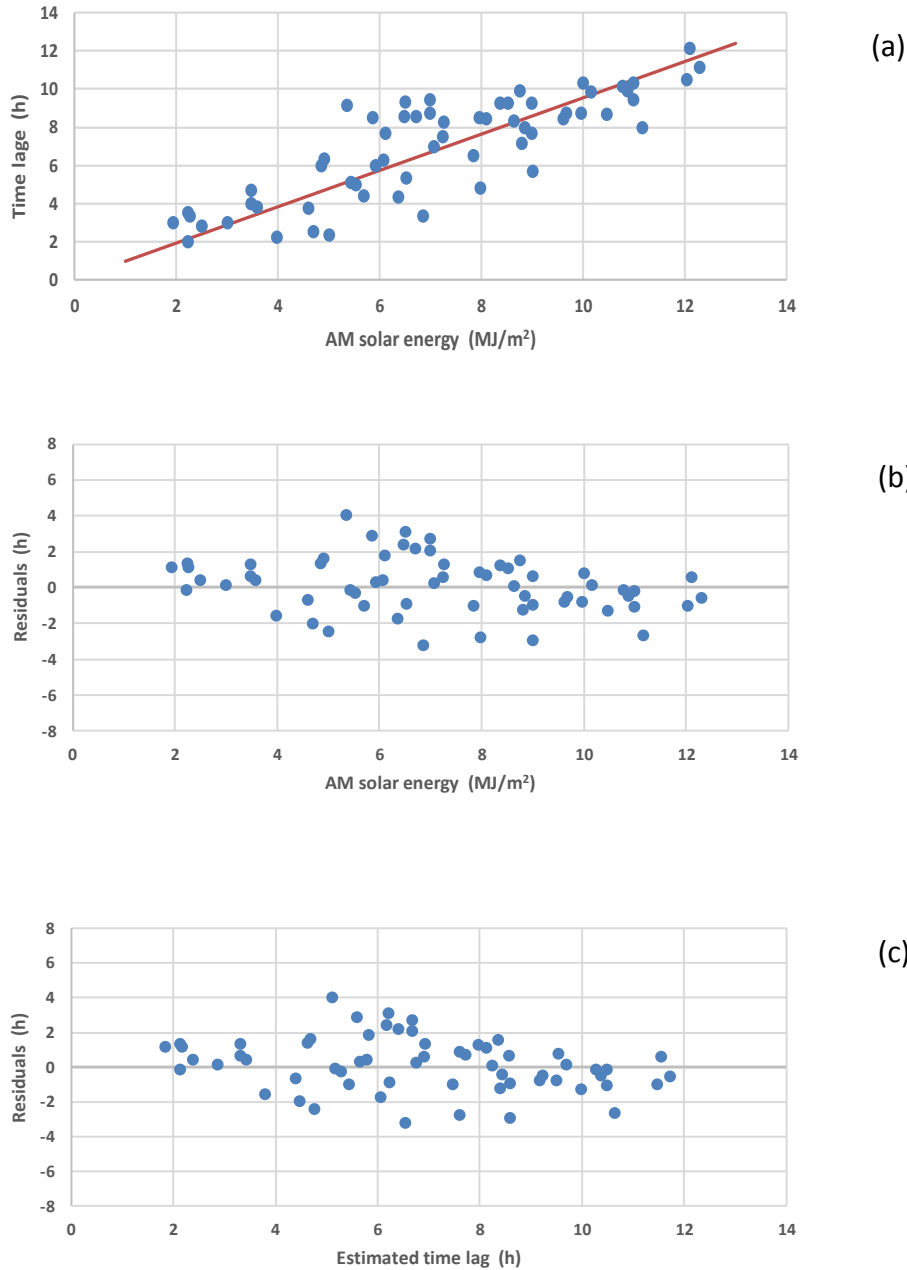 (a)
14
12
10
8
6
4
2
0
Time lage (h)
0 2 4 6 8 10 12 14
AM solar energy (MJ/m²)
(b)
8
6
4
2
0
-2
-4
-6
-8
Residuals (h)
0 2 4 6 8 10 12 14
AM solar energy (MJ/m²)
(c)
8
6
4
2
0
-2
-4
-6
-8
Residuals (h)
0 2 4 6 8 10 12 14
Estimated time lag (h)